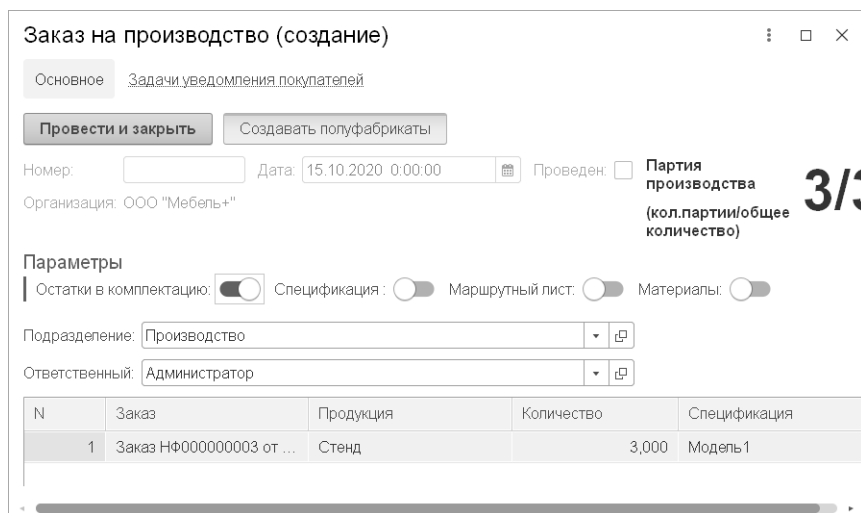 Заказ на производство (создание)
Основное Задачи уведомления покупателей
Провести и закрыть Создавать полуфабрикаты
Номер: Дата: 15.10.2020 0:00:00 Проведен: Партия производства
(кол.партии/общее количество) 3/3
Организация: ООО "Мебель+"
Параметры
Остатки в комплектацию: Спецификация : Маршрутный лист: Материалы:
Подразделение: Производство
Ответственный: Администратор
N Заказ Продукция Количество Спецификация
1 Заказ НФ000000003 от ... Стенд 3,000 Модель1